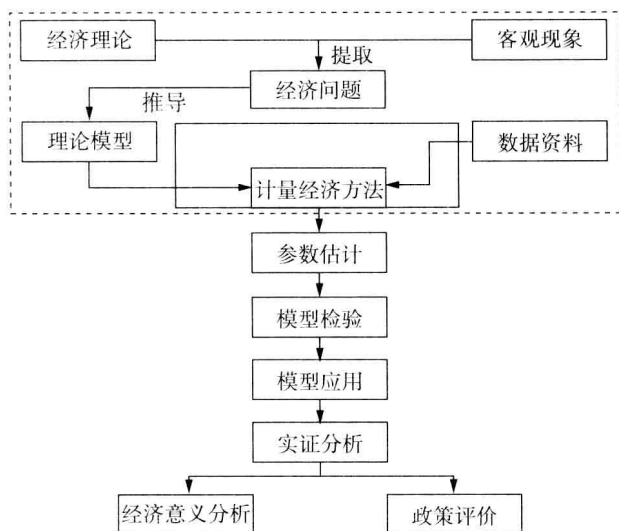 经济理论
客观现象
提取
经济问题
推导
理论模型
数据资料
计量经济方法
参数估计
模型检验
模型应用
实证分析
经济意义分析
政策评价